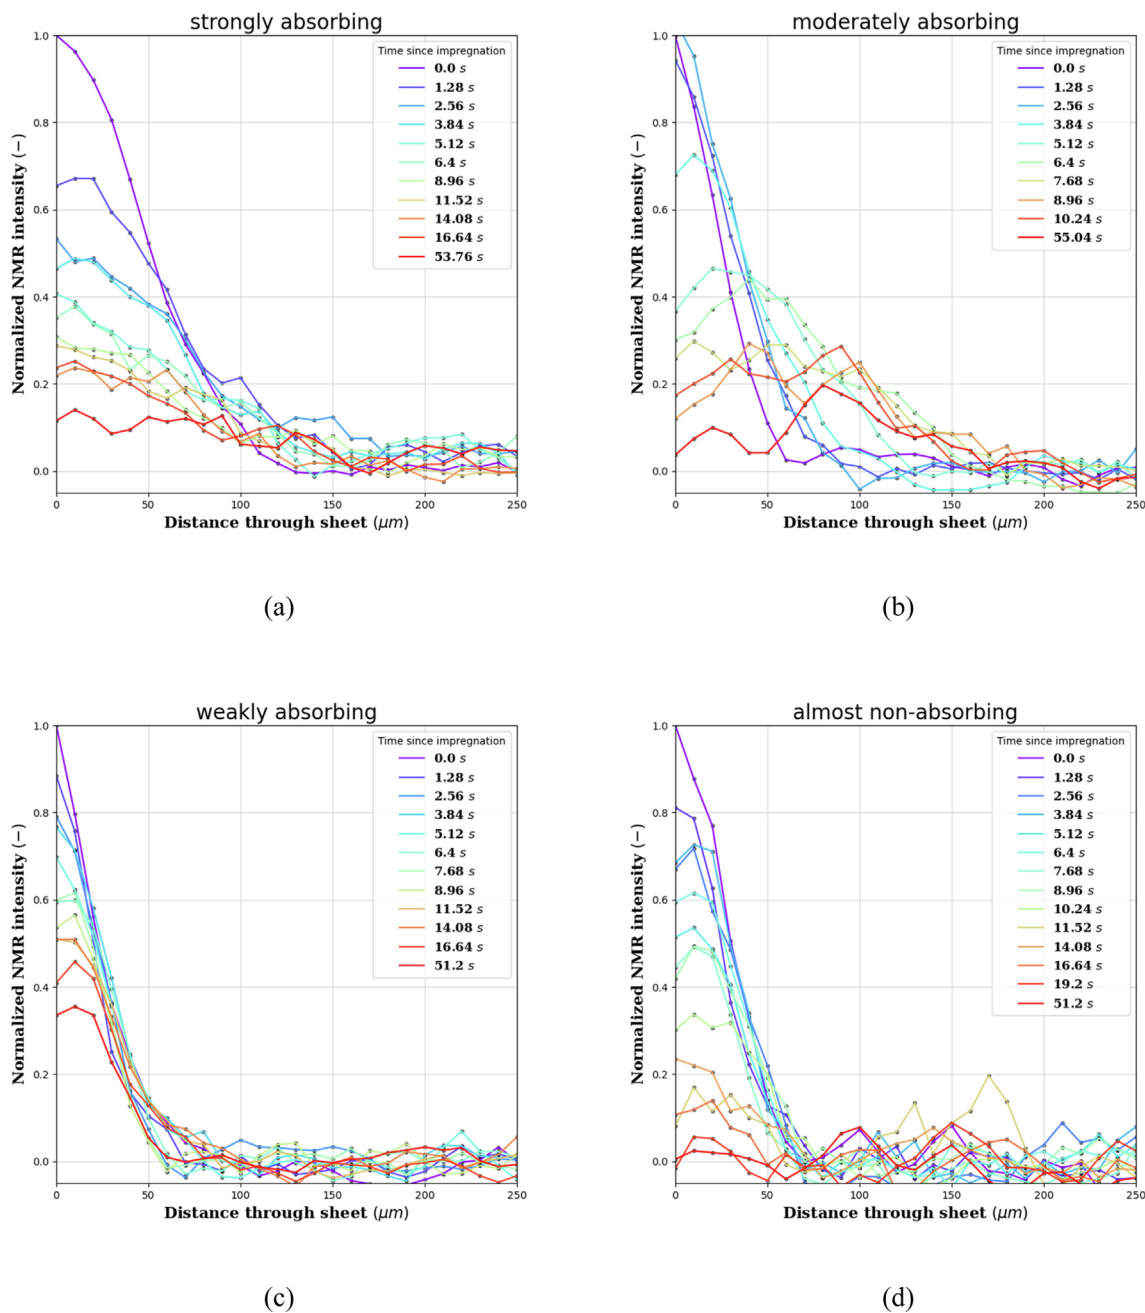 strongly absorbing
Normalized NMR intensity (−)
1.0
0.8
0.6
0.4
0.2
0.0
Time since impregnation
0.0 s
1.28 s
2.56 s
3.84 s
5.12 s
6.4 s
8.96 s
11.52 s
14.08 s
16.64 s
53.76 s
0 50 100 150 200 250
Distance through sheet (μm)
(a)
moderately absorbing
Normalized NMR intensity (−)
1.0
0.8
0.6
0.4
0.2
0.0
Time since impregnation
0.0 s
1.28 s
2.56 s
3.84 s
5.12 s
6.4 s
7.68 s
8.96 s
10.24 s
55.04 s
0 50 100 150 200 250
Distance through sheet (μm)
(b)
weakly absorbing
Normalized NMR intensity (−)
1.0
0.8
0.6
0.4
0.2
0.0
Time since impregnation
0.0 s
1.28 s
2.56 s
3.84 s
5.12 s
6.4 s
7.68 s
8.96 s
11.52 s
14.08 s
16.64 s
51.2 s
0 50 100 150 200 250
Distance through sheet (μm)
(c)
almost non-absorbing
Normalized NMR intensity (−)
1.0
0.8
0.6
0.4
0.2
0.0
Time since impregnation
0.0 s
1.28 s
2.56 s
3.84 s
5.12 s
6.4 s
7.68 s
8.96 s
10.24 s
11.52 s
14.08 s
16.64 s
19.2 s
51.2 s
0 50 100 150 200 250
Distance through sheet (μm)
(d)